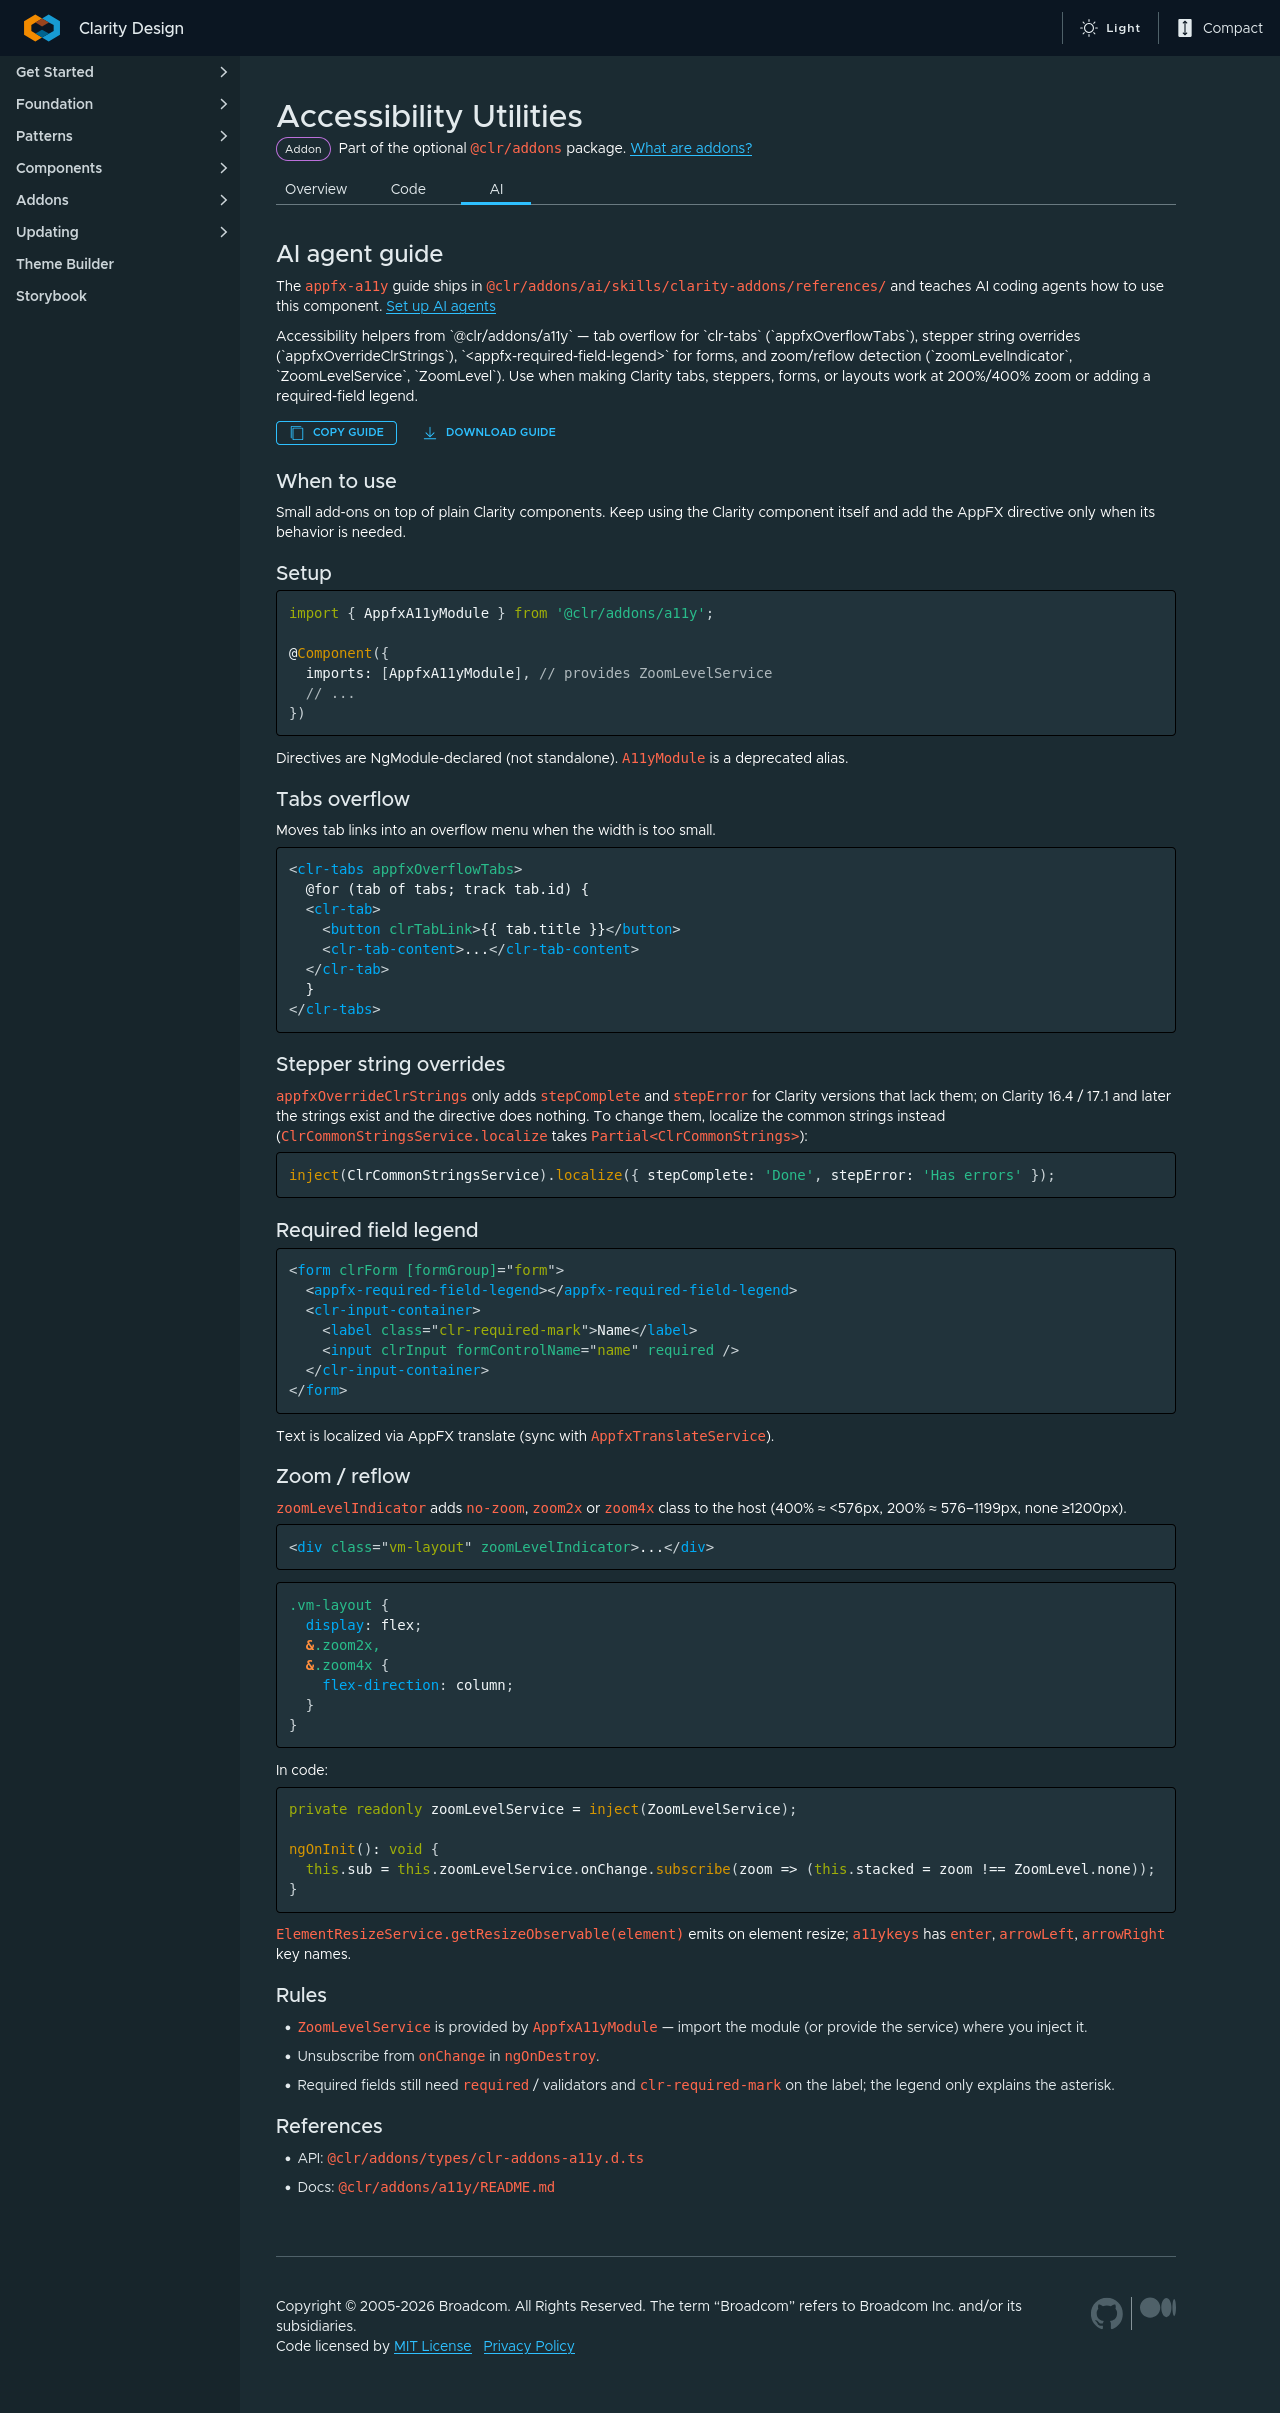 Clarity Design
Light
Compact
Get Started
Foundation
Patterns
Components
Addons
Updating
Theme Builder
Storybook
Accessibility Utilities
Addon Part of the optional @clr/addons package. What are addons?
Overview Code AI
AI agent guide
The appfx-a11y guide ships in @clr/addons/ai/skills/clarity-addons/references/ and teaches AI coding agents how to use
this component. Set up AI agents
Accessibility helpers from `@clr/addons/a11y` — tab overflow for `clr-tabs` (`appfxOverflowTabs`), stepper string overrides
(`appfxOverrideClrStrings`), `<appfx-required-field-legend>` for forms, and zoom/reflow detection (`zoomLevelIndicator`,
`ZoomLevelService`, `ZoomLevel`). Use when making Clarity tabs, steppers, forms, or layouts work at 200%/400% zoom or adding a
required-field legend.
COPY GUIDE DOWNLOAD GUIDE
When to use
Small add-ons on top of plain Clarity components. Keep using the Clarity component itself and add the AppFX directive only when its
behavior is needed.
Setup
import { AppfxA11yModule } from '@clr/addons/a11y';
@Component({
  imports: [AppfxA11yModule], // provides ZoomLevelService
  // ...
})
Directives are NgModule-declared (not standalone). A11yModule is a deprecated alias.
Tabs overflow
Moves tab links into an overflow menu when the width is too small.
<clr-tabs appfxOverflowTabs>
  @for (tab of tabs; track tab.id) {
  <clr-tab>
    <button clrTabLink>{{ tab.title }}</button>
    <clr-tab-content>...</clr-tab-content>
  </clr-tab>
  }
</clr-tabs>
Stepper string overrides
appfxOverrideClrStrings only adds stepComplete and stepError for Clarity versions that lack them; on Clarity 16.4 / 17.1 and later
the strings exist and the directive does nothing. To change them, localize the common strings instead
(ClrCommonStringsService.localize takes Partial<ClrCommonStrings>):
inject(ClrCommonStringsService).localize({ stepComplete: 'Done', stepError: 'Has errors' });
Required field legend
<form clrForm [formGroup]="form">
  <appfx-required-field-legend></appfx-required-field-legend>
  <clr-input-container>
    <label class="clr-required-mark">Name</label>
    <input clrInput formControlName="name" required />
  </clr-input-container>
</form>
Text is localized via AppFX translate (sync with AppfxTranslateService).
Zoom / reflow
zoomLevelIndicator adds no-zoom, zoom2x or zoom4x class to the host (400% ≈ <576px, 200% ≈ 576–1199px, none ≥1200px).
<div class="vm-layout" zoomLevelIndicator>...</div>
.vm-layout {
  display: flex;
  &.zoom2x,
  &.zoom4x {
    flex-direction: column;
  }
}
In code:
private readonly zoomLevelService = inject(ZoomLevelService);
ngOnInit(): void {
  this.sub = this.zoomLevelService.onChange.subscribe(zoom => (this.stacked = zoom !== ZoomLevel.none));
}
ElementResizeService.getResizeObservable(element) emits on element resize; a11ykeys has enter, arrowLeft, arrowRight
key names.
Rules
• ZoomLevelService is provided by AppfxA11yModule — import the module (or provide the service) where you inject it.
• Unsubscribe from onChange in ngOnDestroy.
• Required fields still need required / validators and clr-required-mark on the label; the legend only explains the asterisk.
References
• API: @clr/addons/types/clr-addons-a11y.d.ts
• Docs: @clr/addons/a11y/README.md
Copyright © 2005-2026 Broadcom. All Rights Reserved. The term “Broadcom” refers to Broadcom Inc. and/or its
subsidiaries.
Code licensed by MIT License Privacy Policy